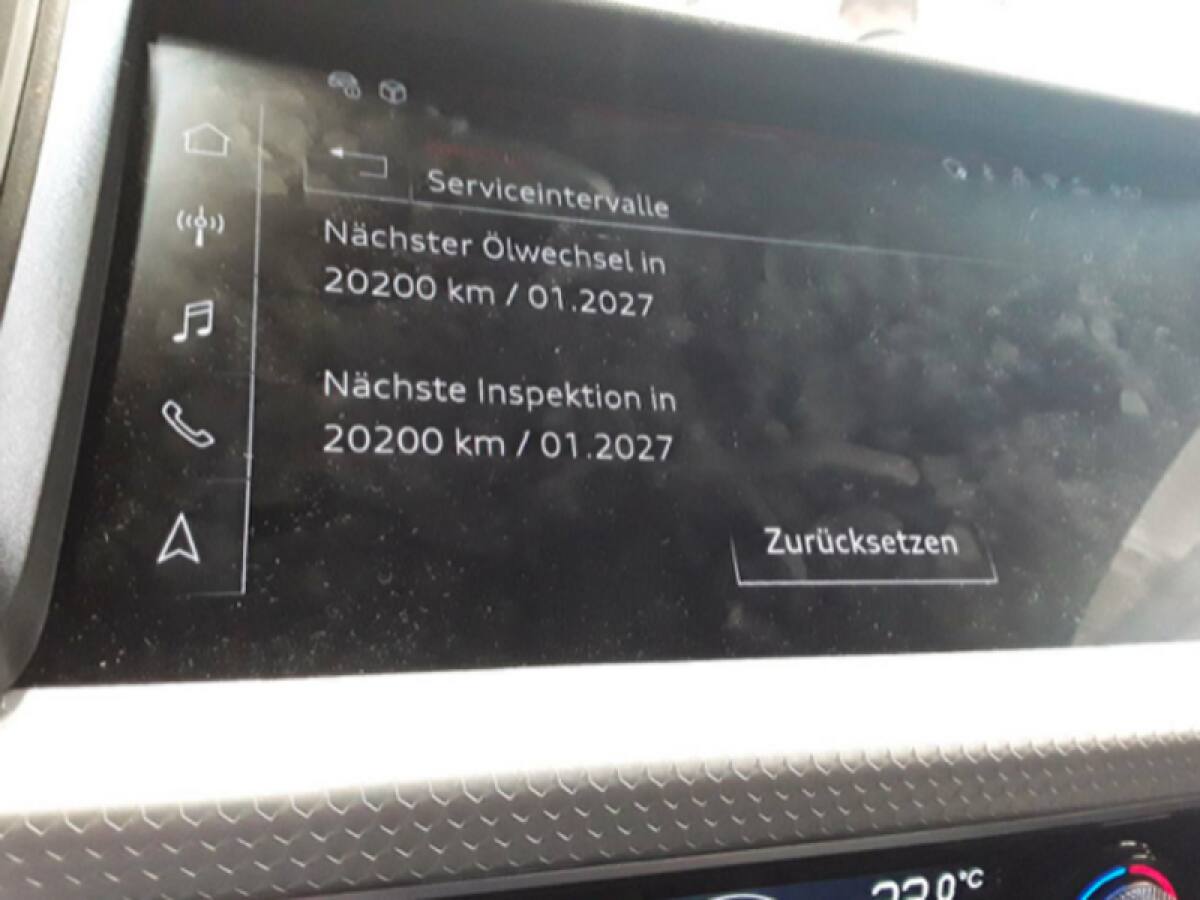 Serviceintervalle
Nächster Ölwechsel in
20200 km / 01.2027
Nächste Inspektion in
20200 km / 01.2027
Zurücksetzen
°C